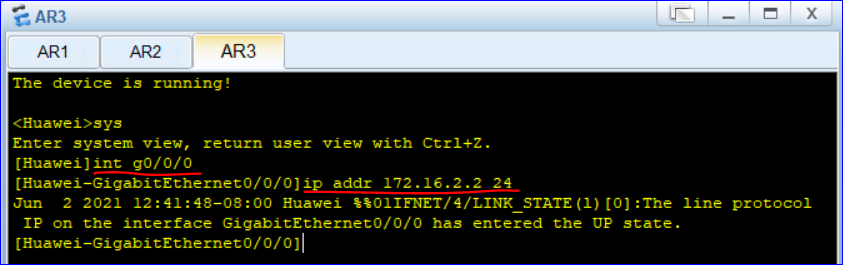 AR3
X
AR1
AR2
AR3
The device is running!
<Huawei>sys
Enter system view, return user view with Ctrl+Z.
[Huawei]int g0/0/0
[Huawei-GigabitEthernet0/0/0]ip addr 172.16.2.2 24
Jun  2 2021 12:41:48-08:00 Huawei %%01IFNET/4/LINK_STATE(l)[0]:The line protocol
 IP on the interface GigabitEthernet0/0/0 has entered the UP state.
[Huawei-GigabitEthernet0/0/0]